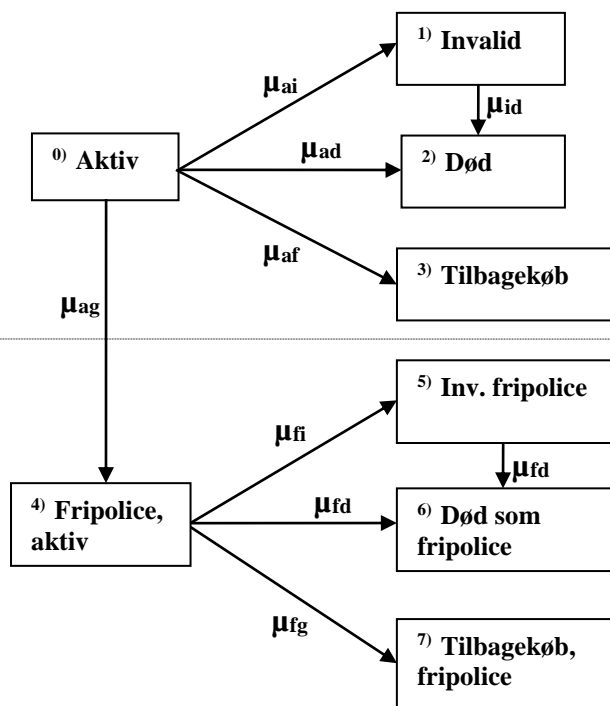 1) Invalid
μai
μid
0) Aktiv
μad
2) Død
μaf
3) Tilbagekøb
μag
5) Inv. fripolice
μfi
μfd
4) Fripolice,
aktiv
μfd
6) Død som
fripolice
μfg
7) Tilbagekøb,
fripolice